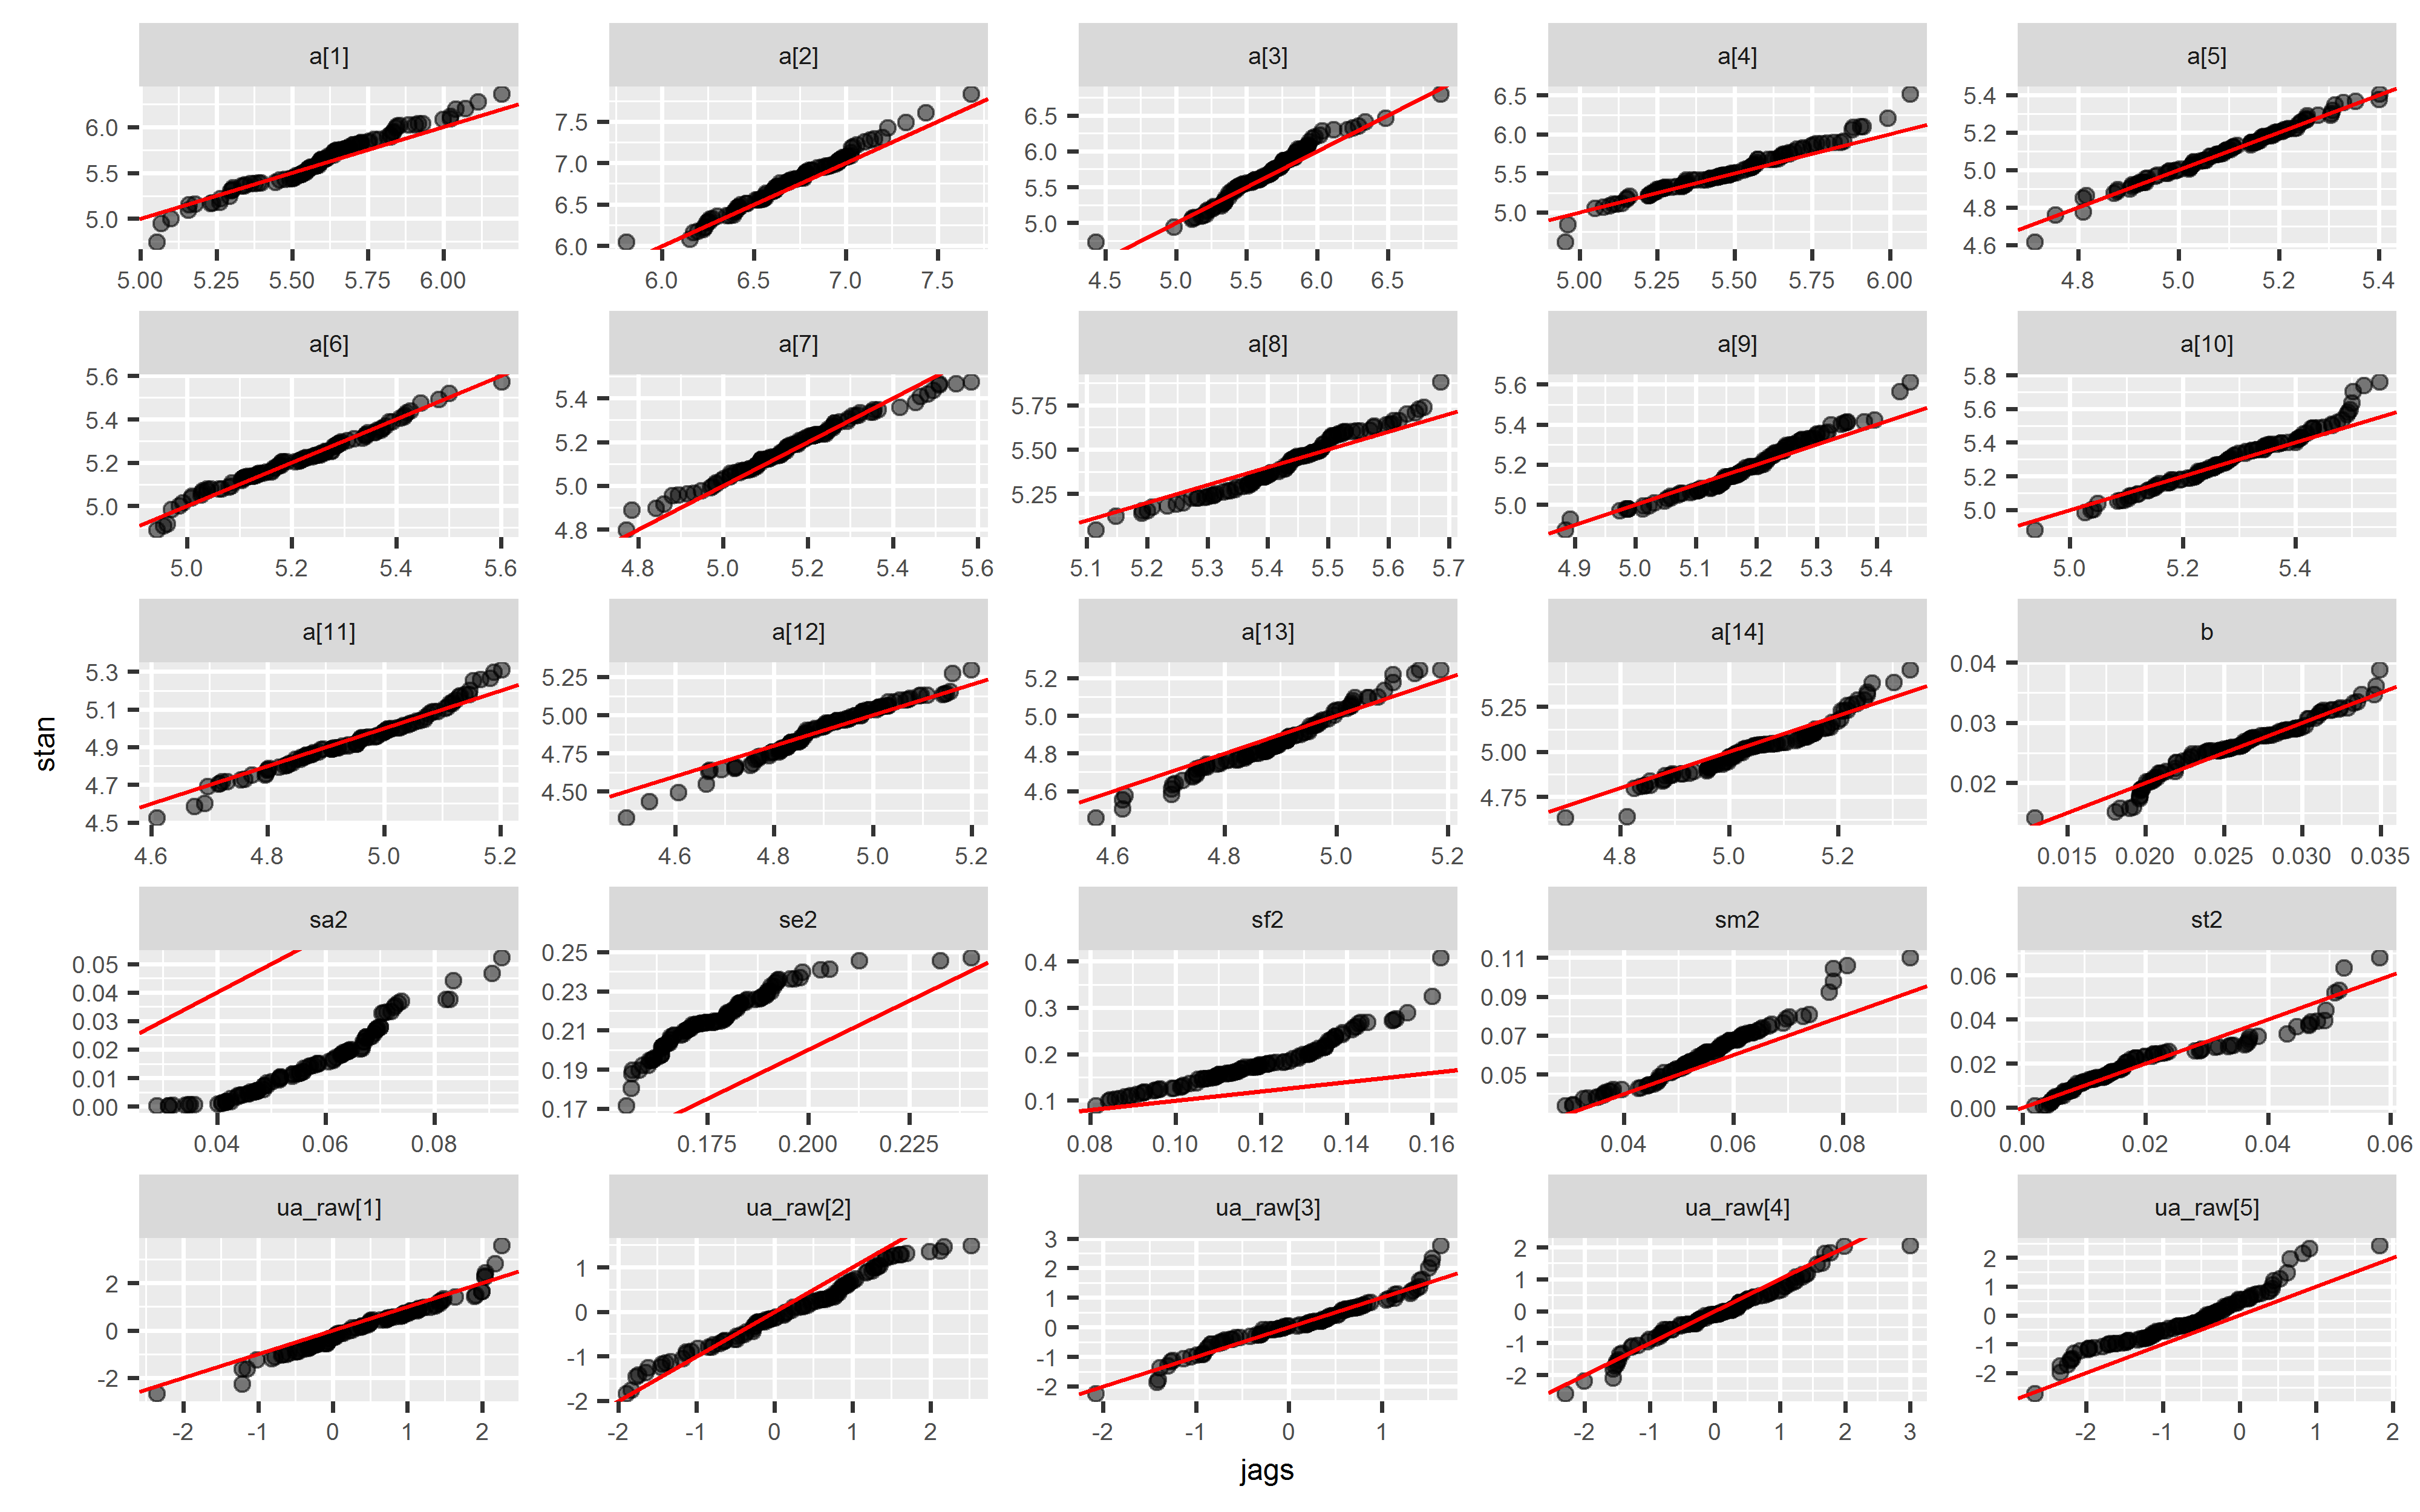 a[1] a[2] a[3] a[4] a[5]
6.0 7.5 6.5 6.5 5.4
5.5 7.0 6.0 6.0 5.2
5.0 6.5 5.5 5.5 5.0
6.0 5.0 5.0 4.8
4.6
5.00 5.25 5.50 5.75 6.00 6.0 6.5 7.0 7.5 4.5 5.0 5.5 6.0 6.5 5.00 5.25 5.50 5.75 6.00 4.8 5.0 5.2 5.4
a[6] a[7] a[8] a[9] a[10]
5.6 5.4 5.75 5.6 5.8
5.4 5.2 5.50 5.4 5.6
5.2 5.0 5.25 5.2 5.4
5.0 4.8 5.0 5.2
5.0
5.0 5.2 5.4 5.6 4.8 5.0 5.2 5.4 5.6 5.1 5.2 5.3 5.4 5.5 5.6 5.7 4.9 5.0 5.1 5.2 5.3 5.4 5.0 5.2 5.4
a[11] a[12] a[13] a[14] b
5.3 5.25 5.2 5.25 0.04
5.1 5.00 5.0 5.00 0.03
4.9 4.75 4.8 4.75 0.02
4.7 4.50 4.6
4.5
4.6 4.8 5.0 5.2 4.6 4.8 5.0 5.2 4.6 4.8 5.0 5.2 4.8 5.0 5.2 0.015 0.020 0.025 0.030 0.035
stan
sa2 se2 sf2 sm2 st2
0.05 0.25 0.4 0.11 0.06
0.04 0.23 0.3 0.09 0.04
0.03 0.21 0.2 0.07 0.02
0.02 0.19 0.1 0.05 0.00
0.01 0.17
0.00
0.04 0.06 0.08 0.175 0.200 0.225 0.08 0.10 0.12 0.14 0.16 0.04 0.06 0.08 0.00 0.02 0.04 0.06
ua_raw[1] ua_raw[2] ua_raw[3] ua_raw[4] ua_raw[5]
2 1 3 2 2
0 0 2 1 1
-2 -1 1 0 0
-2 0 -1 -1
-1 -2 -2
-2
-2 -1 0 1 2 -2 -1 0 1 2 -2 -1 0 1 -2 -1 0 1 2 3 -2 -1 0 1 2
jags